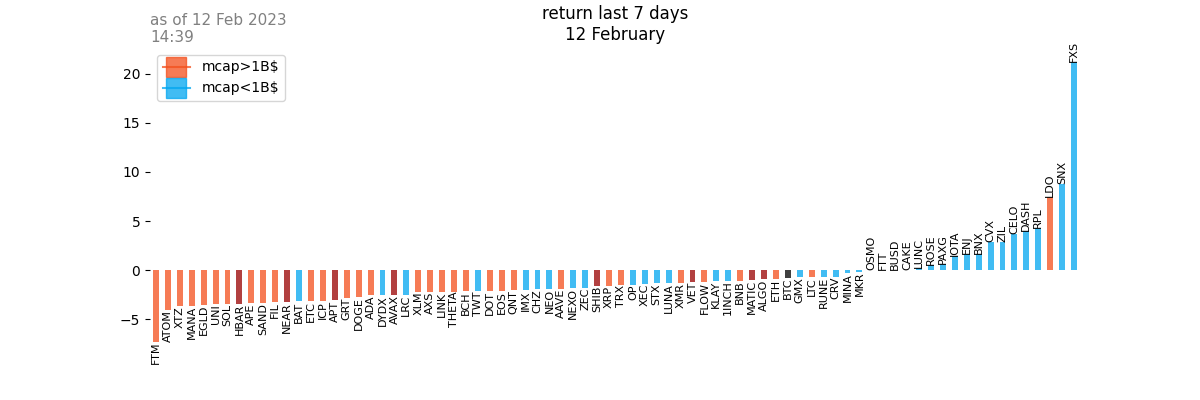 as of 12 Feb 2023
14:39
return last 7 days
12 February
mcap>1B$
mcap<1B$
20
15
10
5
0
−5
FTM
ATOM
XTZ
MANA
EGLD
UNI
SOL
HBAR
APE
SAND
FIL
NEAR
BAT
ETC
ICP
APT
GRT
DOGE
ADA
DYDX
AVAX
LRC
XLM
AXS
LINK
THETA
BCH
TWT
DOT
EOS
QNT
IMX
CHZ
NEO
AAVE
NEXO
ZEC
SHIB
XRP
TRX
OP
XEC
STX
LUNA
XMR
VET
FLOW
KLAY
1INCH
BNB
MATIC
ALGO
ETH
BTC
GMX
LTC
RUNE
CRV
MINA
MKR
OSMO
FTT
BUSD
CAKE
LUNC
ROSE
PAXG
IOTA
ENJ
BNX
CVX
ZIL
CELO
DASH
RPL
LDO
SNX
FXS